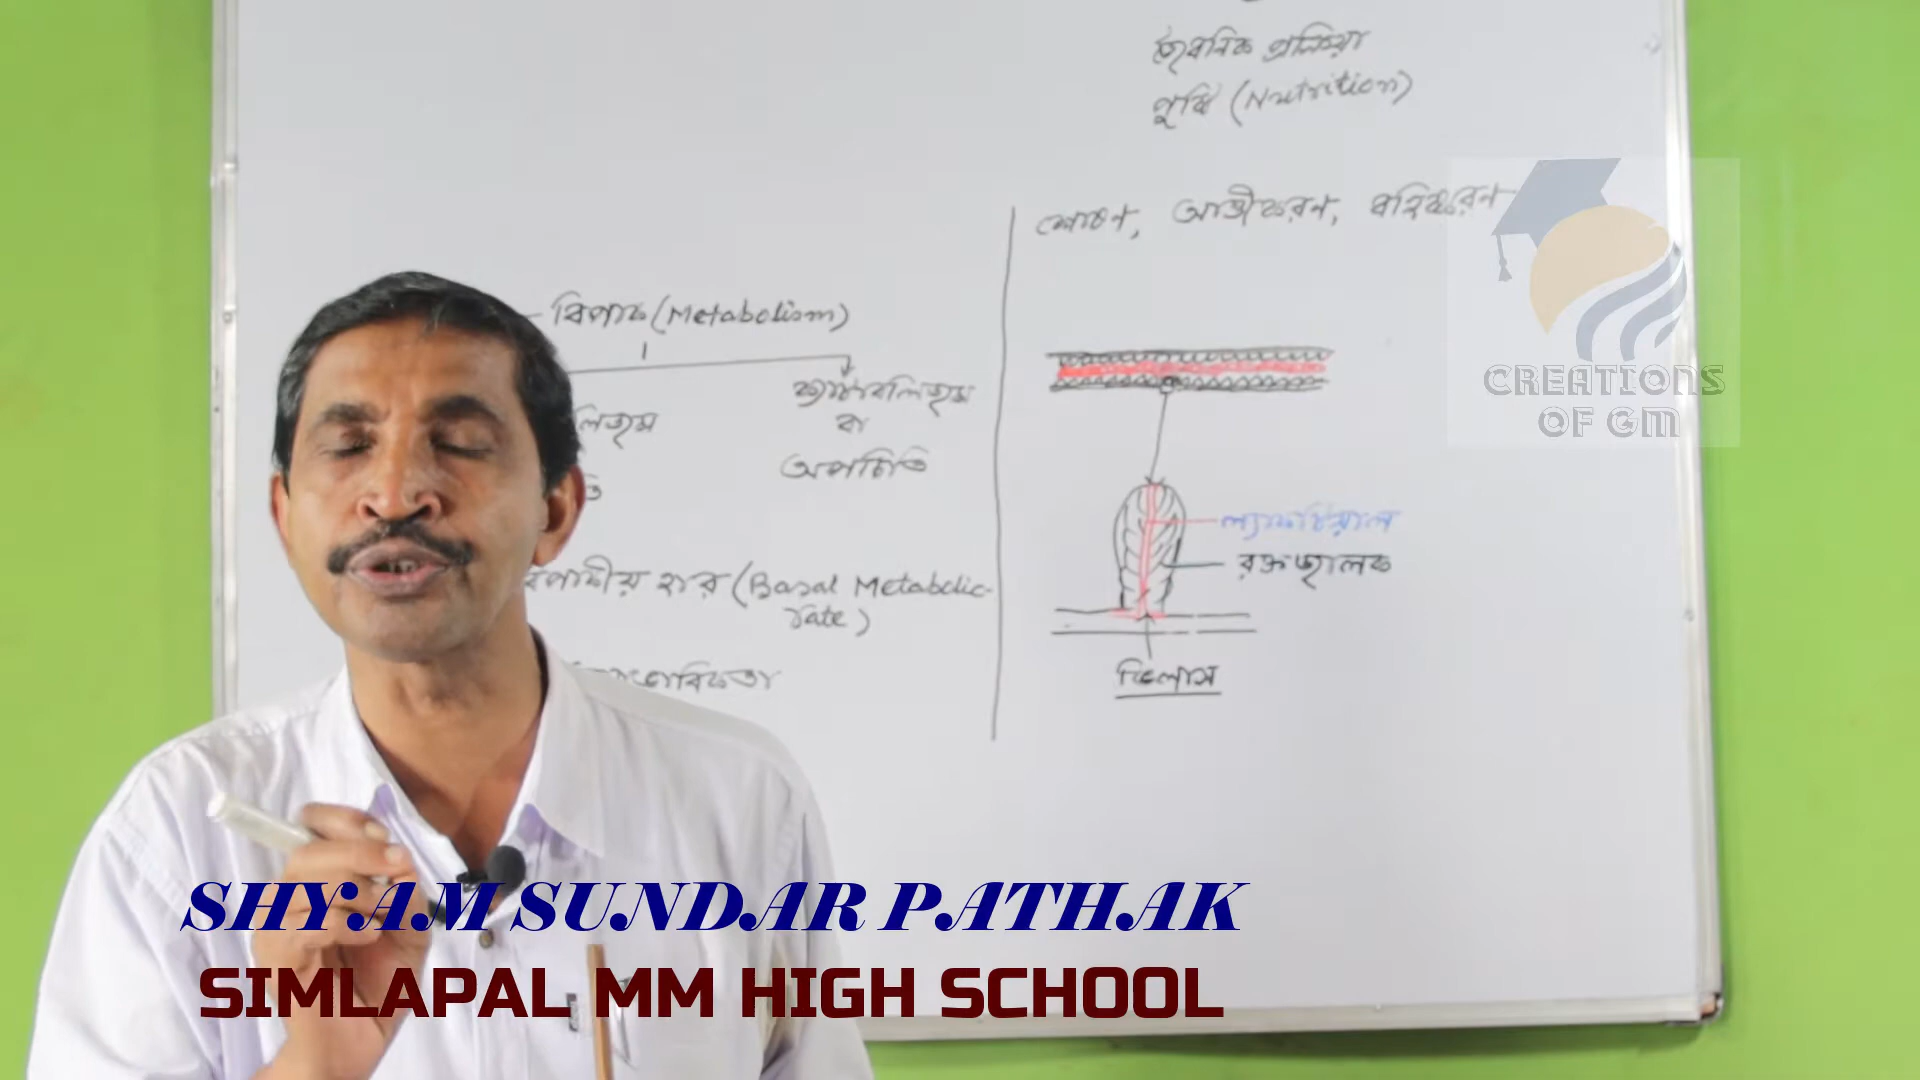 জৈবনিক প্রক্রিয়া
পুষ্টি (Nutrition)
শোষণ, আত্তীকরণ, বহিষ্করণ
বিপাক (Metabolism)
ক্যাটাবলিজম
বা
অপচিতি
লিজম
তি
বিপাকীয় হার (Basal Metabolic-
rate)
ল্যাকটিয়াল
রক্তজালক
ভিলাস
CREATIONS
OF GM
SHYAM SUNDAR PATHAK
SIMLAPAL MM HIGH SCHOOL